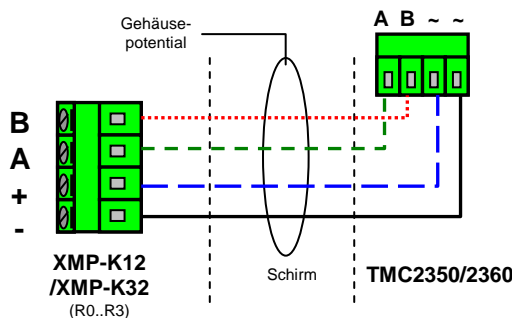 Gehäuse-
potential
A B ~ ~
B
A
+
-
Schirm
XMP-K12
/XMP-K32
(R0..R3)
TMC2350/2360